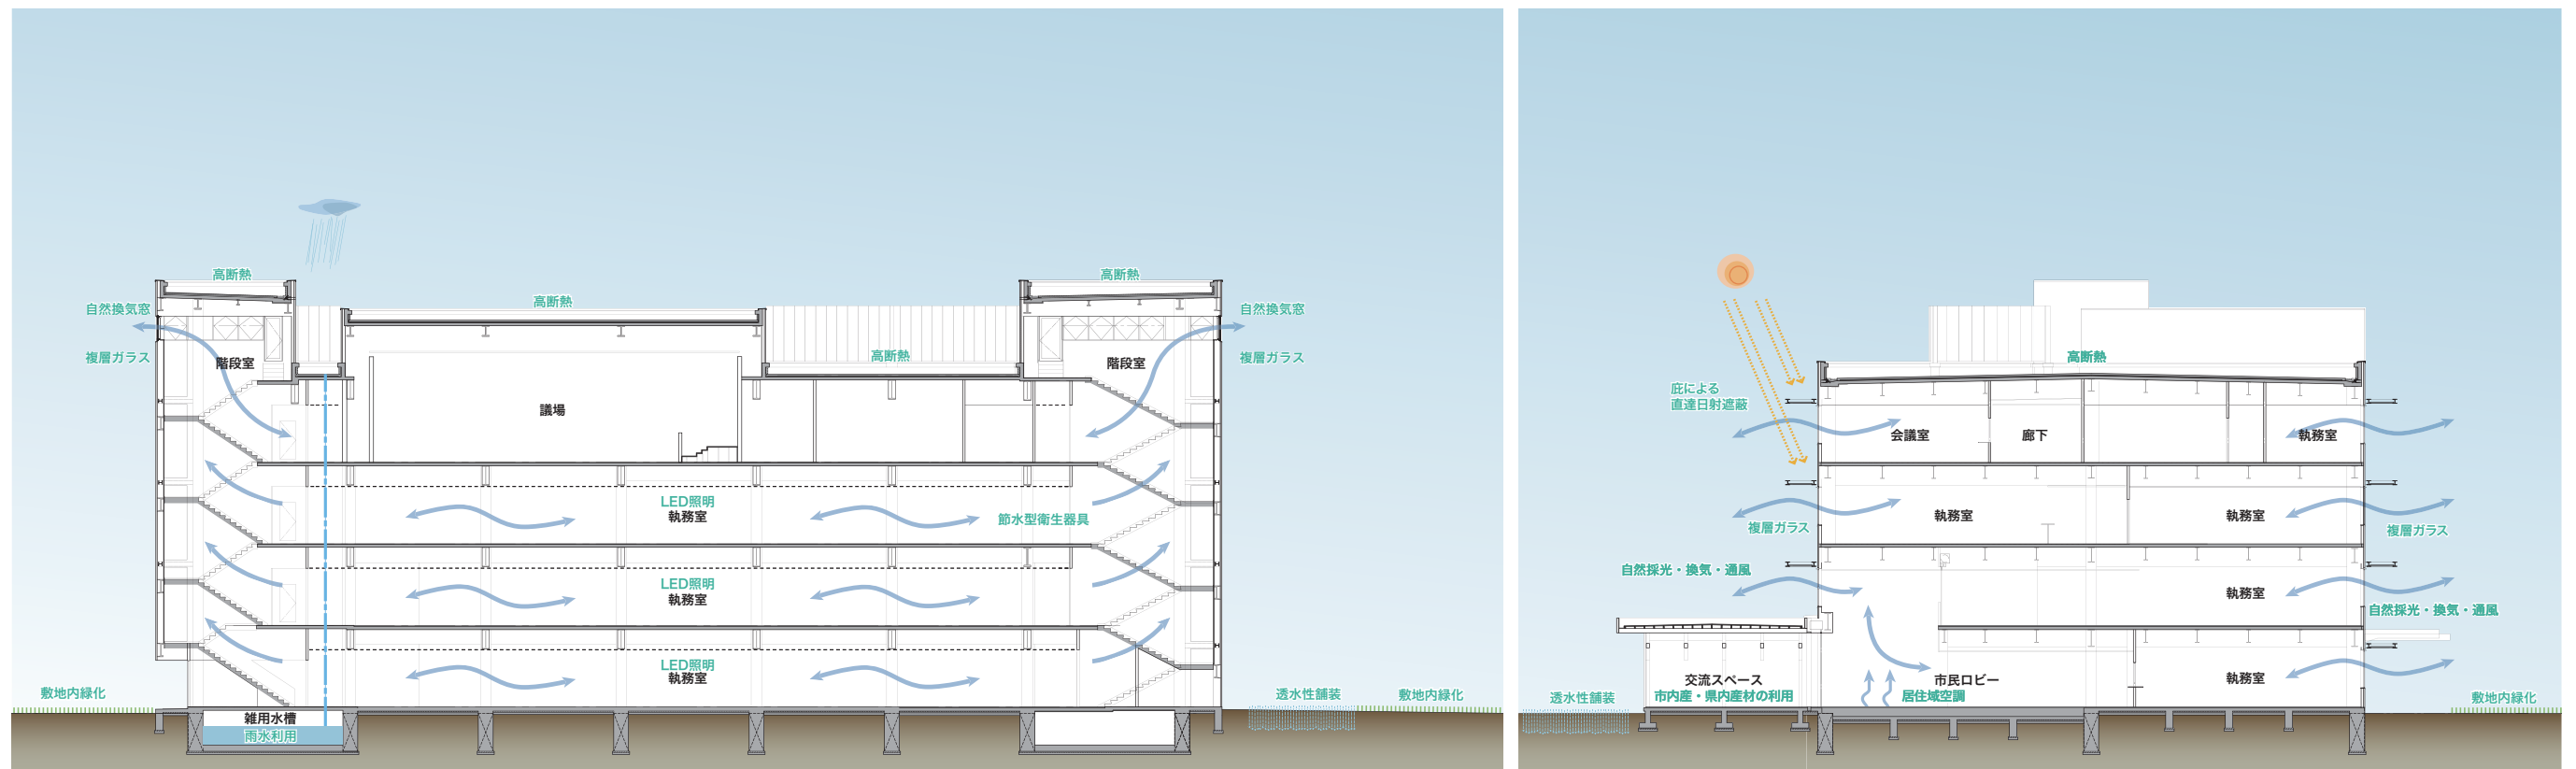 高断熱
高断熱
高断熱
高断熱
自然換気窓
複層ガラス
自然換気窓
複層ガラス
階段室
階段室
議場
LED照明
執務室
節水型衛生器具
LED照明
執務室
LED照明
執務室
敷地内緑化
雑用水槽
雨水利用
透水性舗装
敷地内緑化
高断熱
庇による
直達日射遮蔽
会議室
廊下
執務室
執務室
執務室
複層ガラス
複層ガラス
自然採光・換気・通風
執務室
自然採光・換気・通風
交流スペース
市内産・県内産材の利用
市民ロビー
居住域空調
執務室
透水性舗装
敷地内緑化